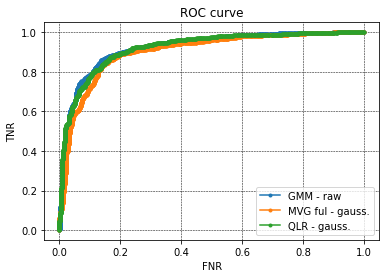 ROC curve
1.0
0.8
0.6
0.4
0.2
0.0
TNR
GMM - raw
MVG ful - gauss.
QLR - gauss.
0.0 0.2 0.4 0.6 0.8 1.0
FNR